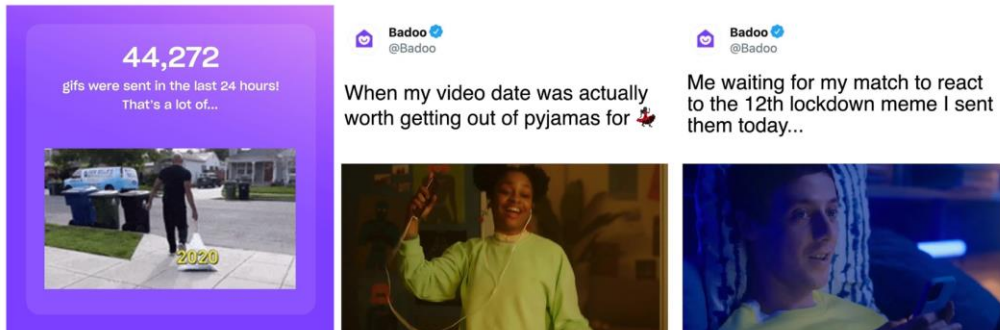 44,272
gifs were sent in the last 24 hours!
That's a lot of...
2020
Badoo
@Badoo
When my video date was actually
worth getting out of pyjamas for 💃
Badoo
@Badoo
Me waiting for my match to react
to the 12th lockdown meme I sent
them today...